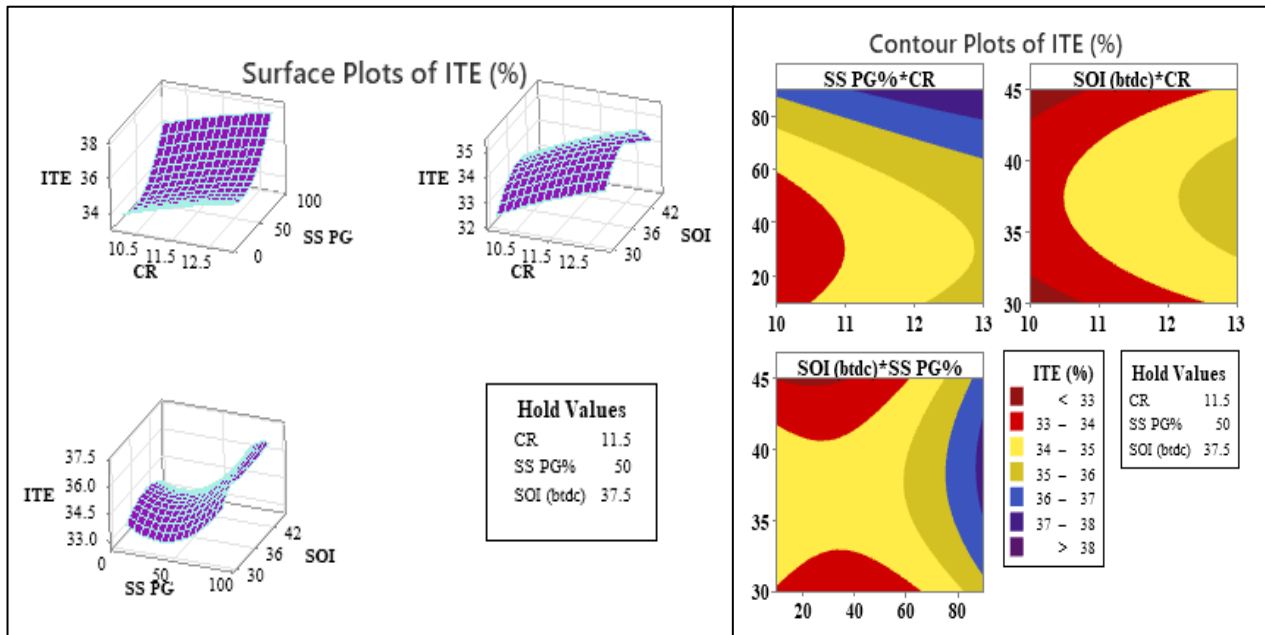 Surface Plots of ITE (%)
38
36
34
ITE
10.5 11.5 12.5
CR
0
50
100
SS PG
35
34
33
32
ITE
10.5 11.5 12.5
CR
30
36
42
SOI
37.5
36.0
34.5
33.0
ITE
0
50
100
SS PG
30
36
42
SOI
Hold Values
CR 11.5
SS PG% 50
SOI (btdc) 37.5
Contour Plots of ITE (%)
SS PG%*CR
80
60
40
20
10 11 12 13
SOI (btdc)*CR
45
40
35
30
10 11 12 13
SOI (btdc)*SS PG%
45
40
35
30
20 40 60 80
ITE (%)
< 33
33 – 34
34 – 35
35 – 36
36 – 37
37 – 38
> 38
Hold Values
CR 11.5
SS PG% 50
SOI (btdc) 37.5